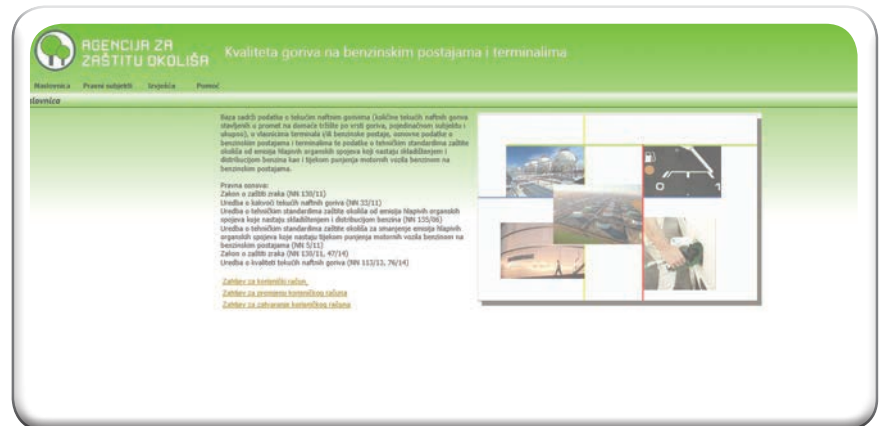 AGENCIJA ZA
ZAŠTITU OKOLIŠA
Kvaliteta goriva na benzinskim postajama i terminalima
Naslovnica Pravni subjekti Izvješća Pomoć
slovnica
Baza sadrži podatke o tekućim naftnim gorivima (količine tekućih naftnih goriva
stavljenih u promet na domaće tržište po vrsti goriva, pojedinačnom subjektu i
ukupno), o vlasnicima terminala i/ili benzinske postaje, osnovne podatke o
benzinskim postajama i terminalima te podatke o tehničkim standardima zaštite
okoliša od emisija hlapivih organskih spojeva koji nastaju skladištenjem i
distribucijom benzina kao i tijekom punjenja motornih vozila benzinom na
benzinskim postajama.
Pravna osnova:
Zakon o zaštiti zraka (NN 130/11)
Uredba o kakvoći tekućih naftnih goriva (NN 33/11)
Uredba o tehničkim standardima zaštite okoliša od emisija hlapivih organskih
spojeva koje nastaju skladištenjem i distribucijom benzina (NN 135/06)
Uredba o tehničkim standardima zaštite okoliša za smanjenje emisija hlapivih
organskih spojeva koje nastaju tijekom punjenja motornih vozila benzinom na
benzinskim postajama (NN 5/11)
Zakon o zaštiti zraka (NN 130/11, 47/14)
Uredba o kvaliteti tekućih naftnih goriva (NN 113/13, 76/14)
Zahtjev za korisnički račun.
Zahtjev za promjenu korisničkog računa
Zahtjev za zatvaranje korisničkog računa